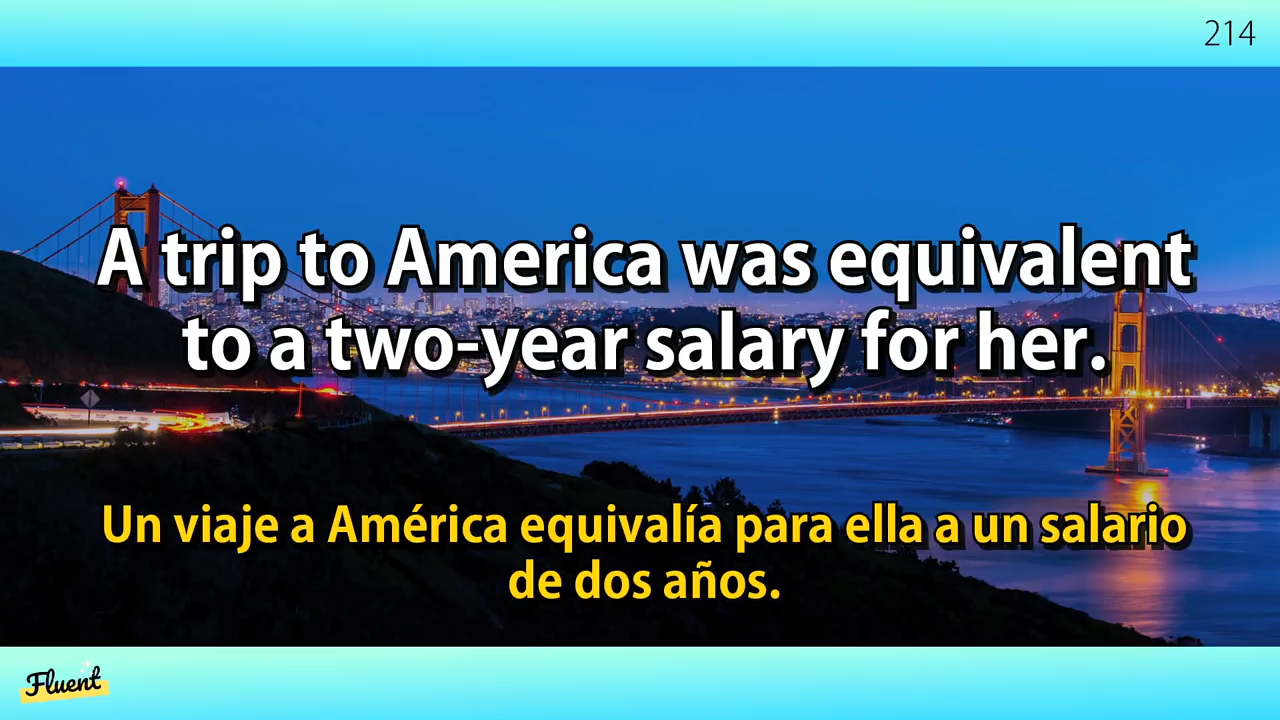 214
A trip to America was equivalent
to a two-year salary for her.
Un viaje a América equivalía para ella a un salario
de dos años.
Fluent